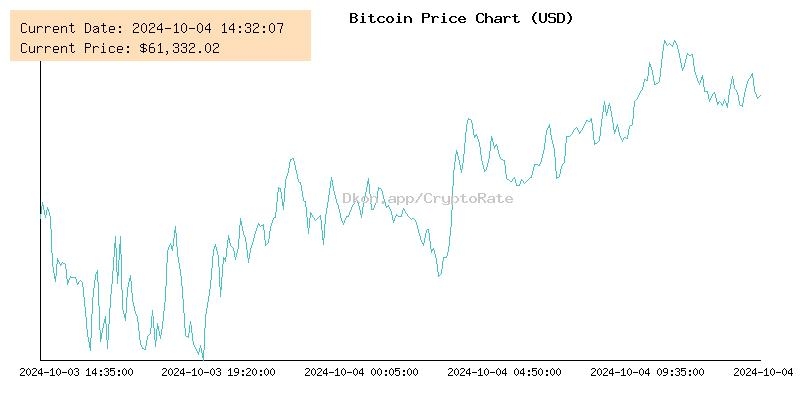 Bitcoin Price Chart (USD)
Current Date: 2024-10-04 14:32:07
Current Price: $61,332.02
Dkon.app/CryptoRate
2024-10-03 14:35:00 2024-10-03 19:20:00 2024-10-04 00:05:00 2024-10-04 04:50:00 2024-10-04 09:35:00 2024-10-04